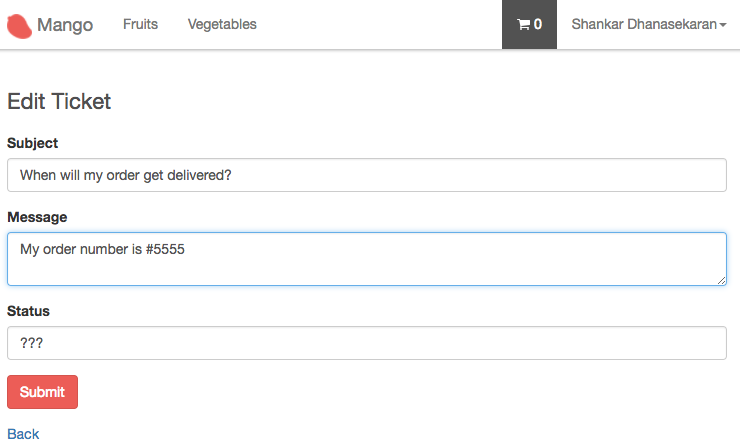 Mango Fruits Vegetables 0 Shankar Dhanasekaran
Edit Ticket
Subject
When will my order get delivered?
Message
My order number is #5555
Status
???
Submit
Back